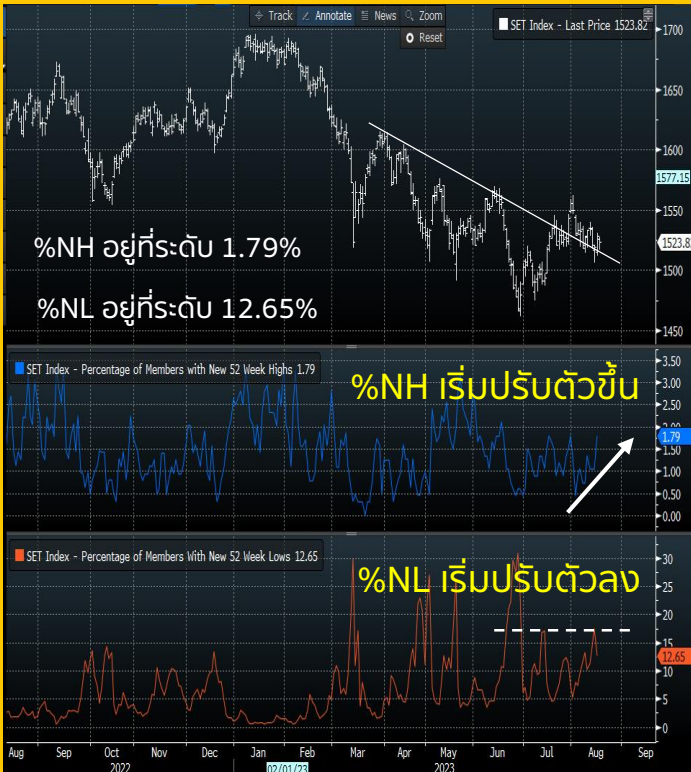 Track Annotate News Zoom
Reset
SET Index - Last Price 1523.82
1700
1650
1600
1577.15
1550
1523.8
1500
1450
%NH อยู่ที่ระดับ 1.79%
%NL อยู่ที่ระดับ 12.65%
SET Index - Percentage of Members with New 52 Week Highs 1.79
%NH เริ่มปรับตัวขึ้น
3.50
3.00
2.50
2.00
1.79
1.50
1.00
0.50
0.00
SET Index - Percentage of Members With New 52 Week Lows 12.65
%NL เริ่มปรับตัวลง
30
25
20
15
12.65
10
5
0
Aug Sep Oct Nov Dec Jan Feb Mar Apr May Jun Jul Aug Sep
2022 02/01/23 2023